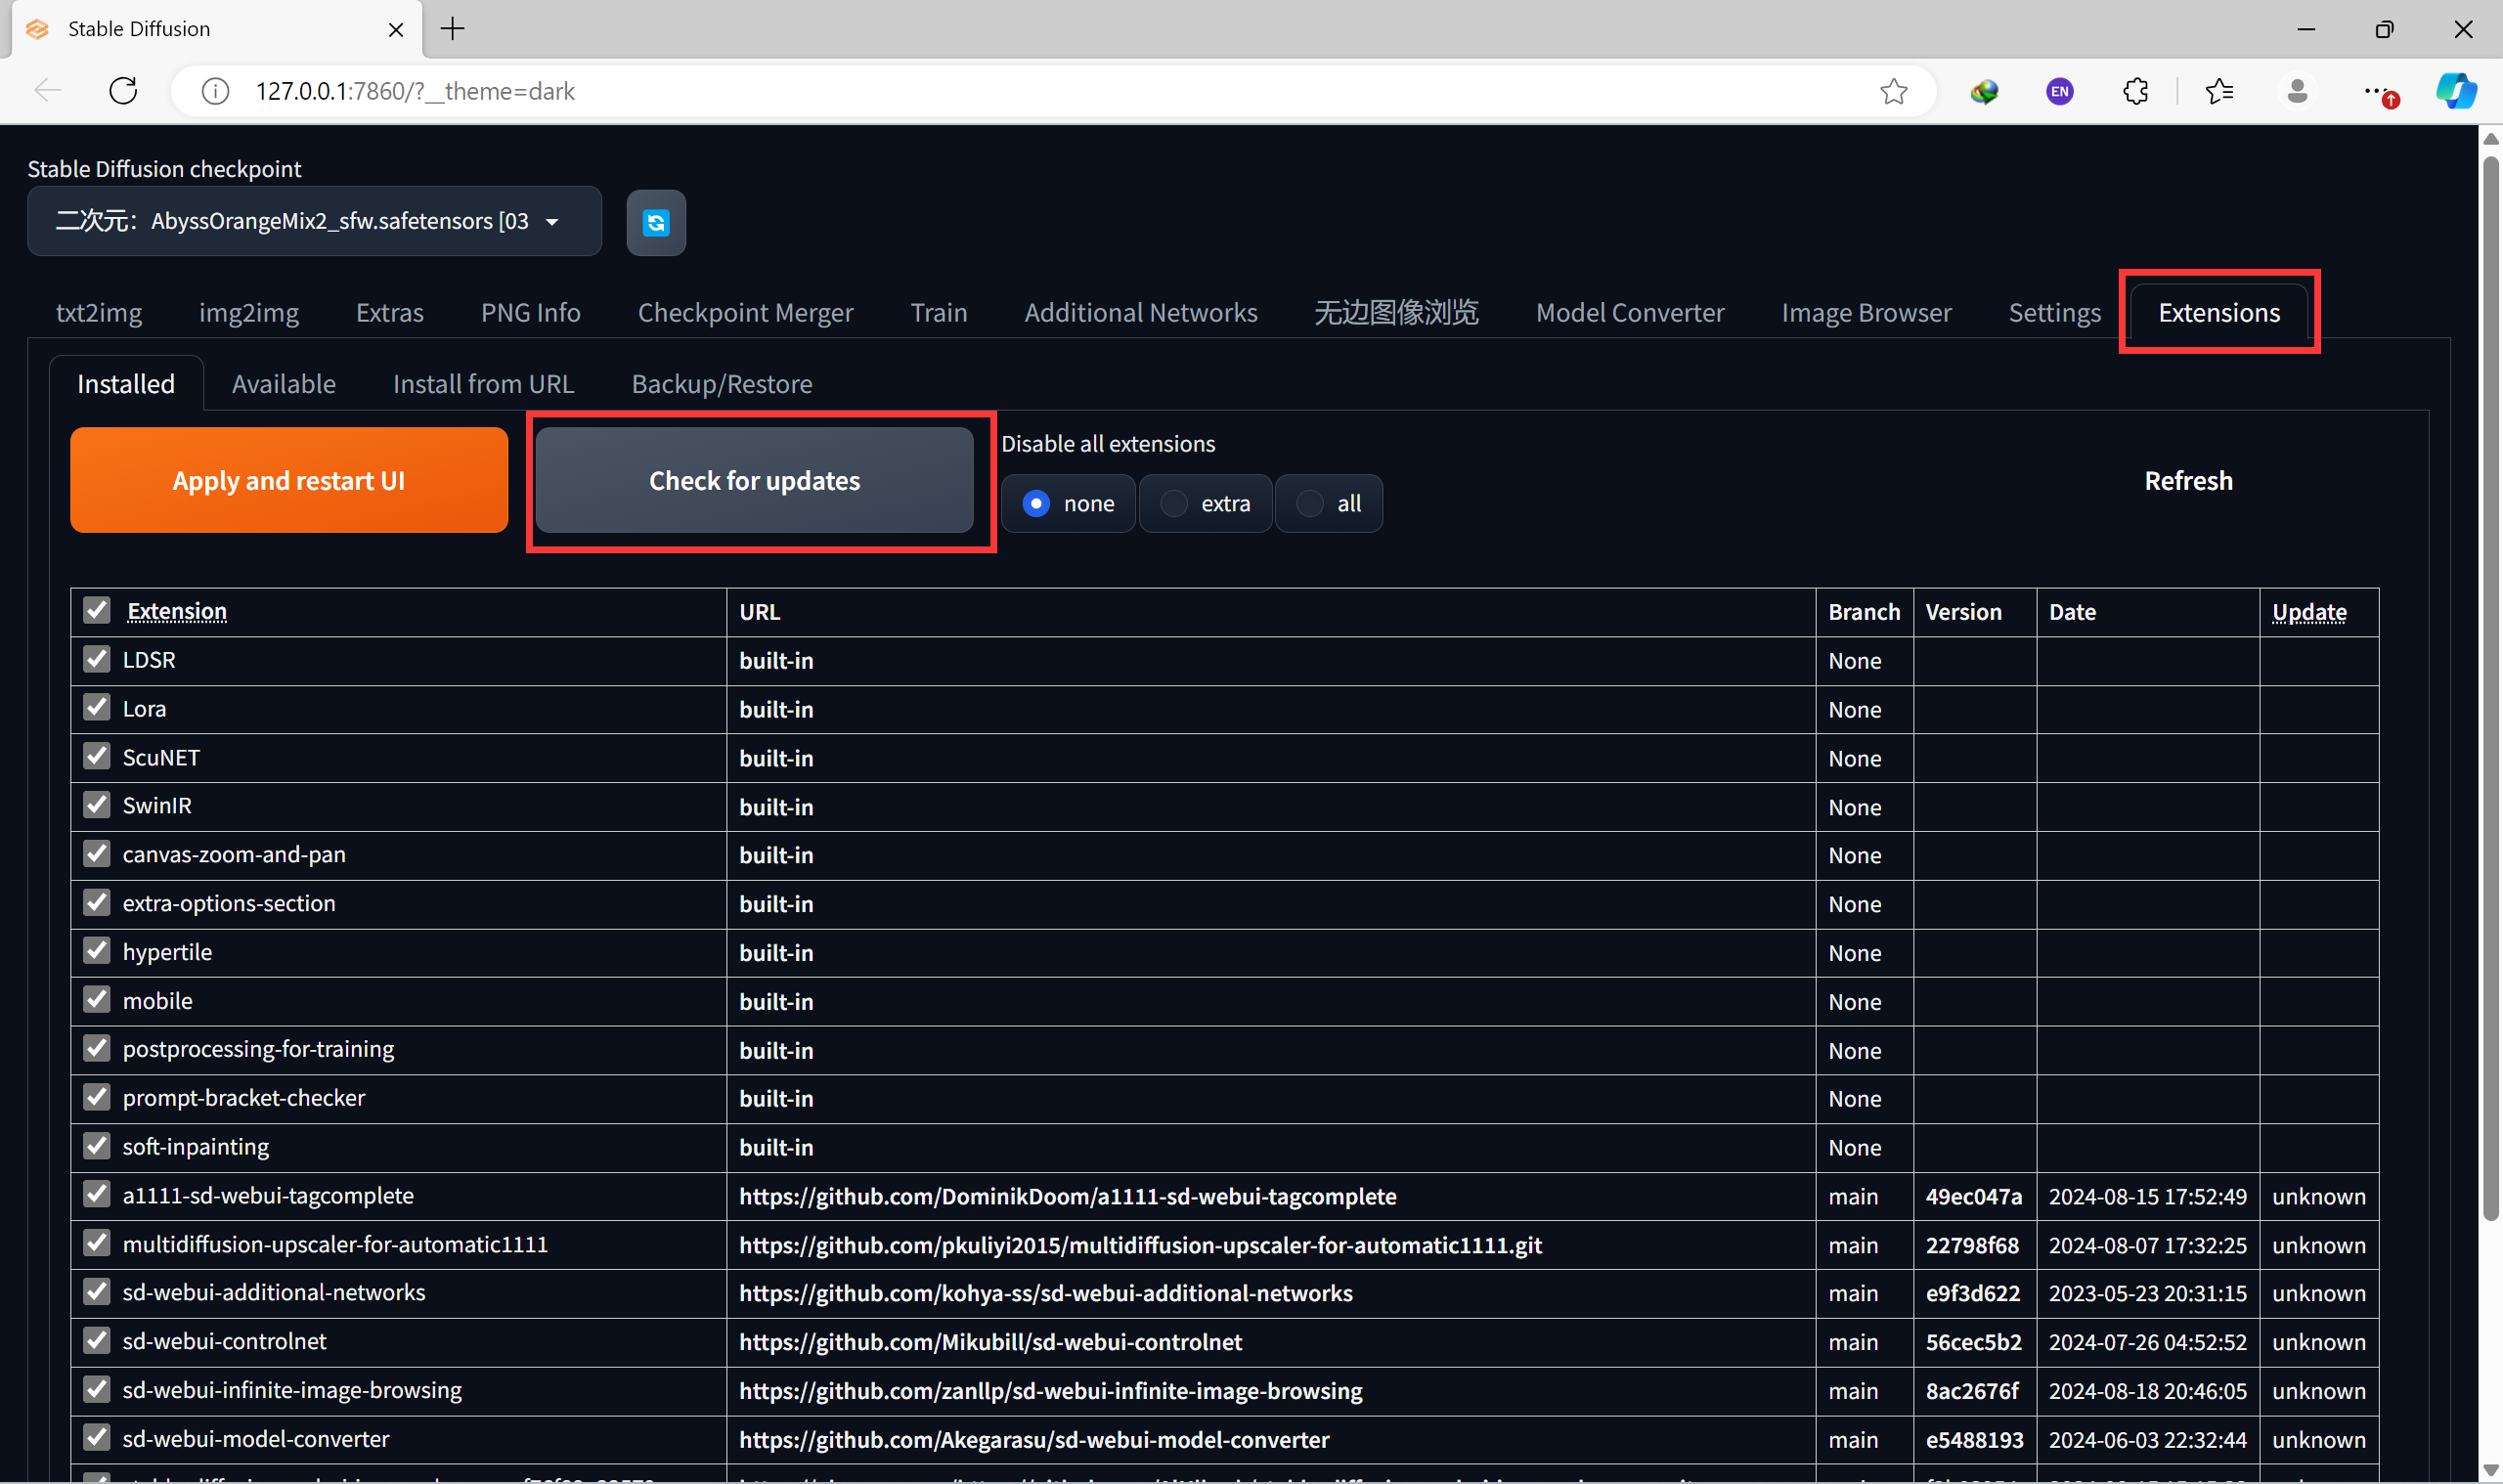 Stable Diffusion
127.0.0.1:7860/?__theme=dark
EN
Stable Diffusion checkpoint
二次元：AbyssOrangeMix2_sfw.safetensors [03
txt2img img2img Extras PNG Info Checkpoint Merger Train Additional Networks 无边图像浏览 Model Converter Image Browser Settings Extensions
Installed Available Install from URL Backup/Restore
Apply and restart UI Check for updates Disable all extensions Refresh
none extra all
Extension URL Branch Version Date Update
LDSR built-in None
Lora built-in None
ScuNET built-in None
SwinIR built-in None
canvas-zoom-and-pan built-in None
extra-options-section built-in None
hypertile built-in None
mobile built-in None
postprocessing-for-training built-in None
prompt-bracket-checker built-in None
soft-inpainting built-in None
a1111-sd-webui-tagcomplete https://github.com/DominikDoom/a1111-sd-webui-tagcomplete main 49ec047a 2024-08-15 17:52:49 unknown
multidiffusion-upscaler-for-automatic1111 https://github.com/pkuliyi2015/multidiffusion-upscaler-for-automatic1111.git main 22798f68 2024-08-07 17:32:25 unknown
sd-webui-additional-networks https://github.com/kohya-ss/sd-webui-additional-networks main e9f3d622 2023-05-23 20:31:15 unknown
sd-webui-controlnet https://github.com/Mikubill/sd-webui-controlnet main 56cec5b2 2024-07-26 04:52:52 unknown
sd-webui-infinite-image-browsing https://github.com/zanllp/sd-webui-infinite-image-browsing main 8ac2676f 2024-08-18 20:46:05 unknown
sd-webui-model-converter https://github.com/Akegarasu/sd-webui-model-converter main e5488193 2024-06-03 22:32:44 unknown